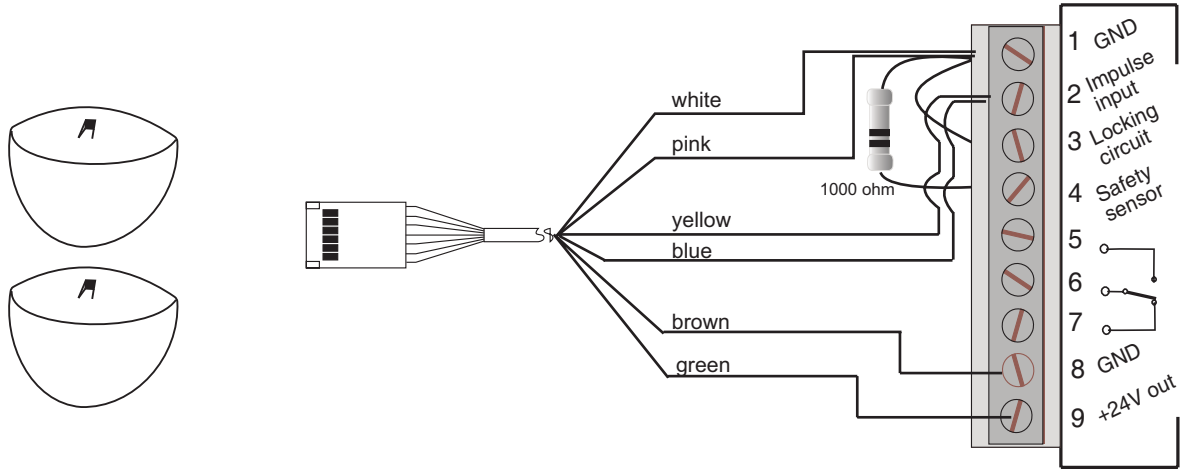 white
pink
yellow
blue
brown
green
1000 ohm
1 GND
2 Impulse
input
3 Locking
circuit
4 Safety
sensor
5
6
7
8 GND
9 +24V out